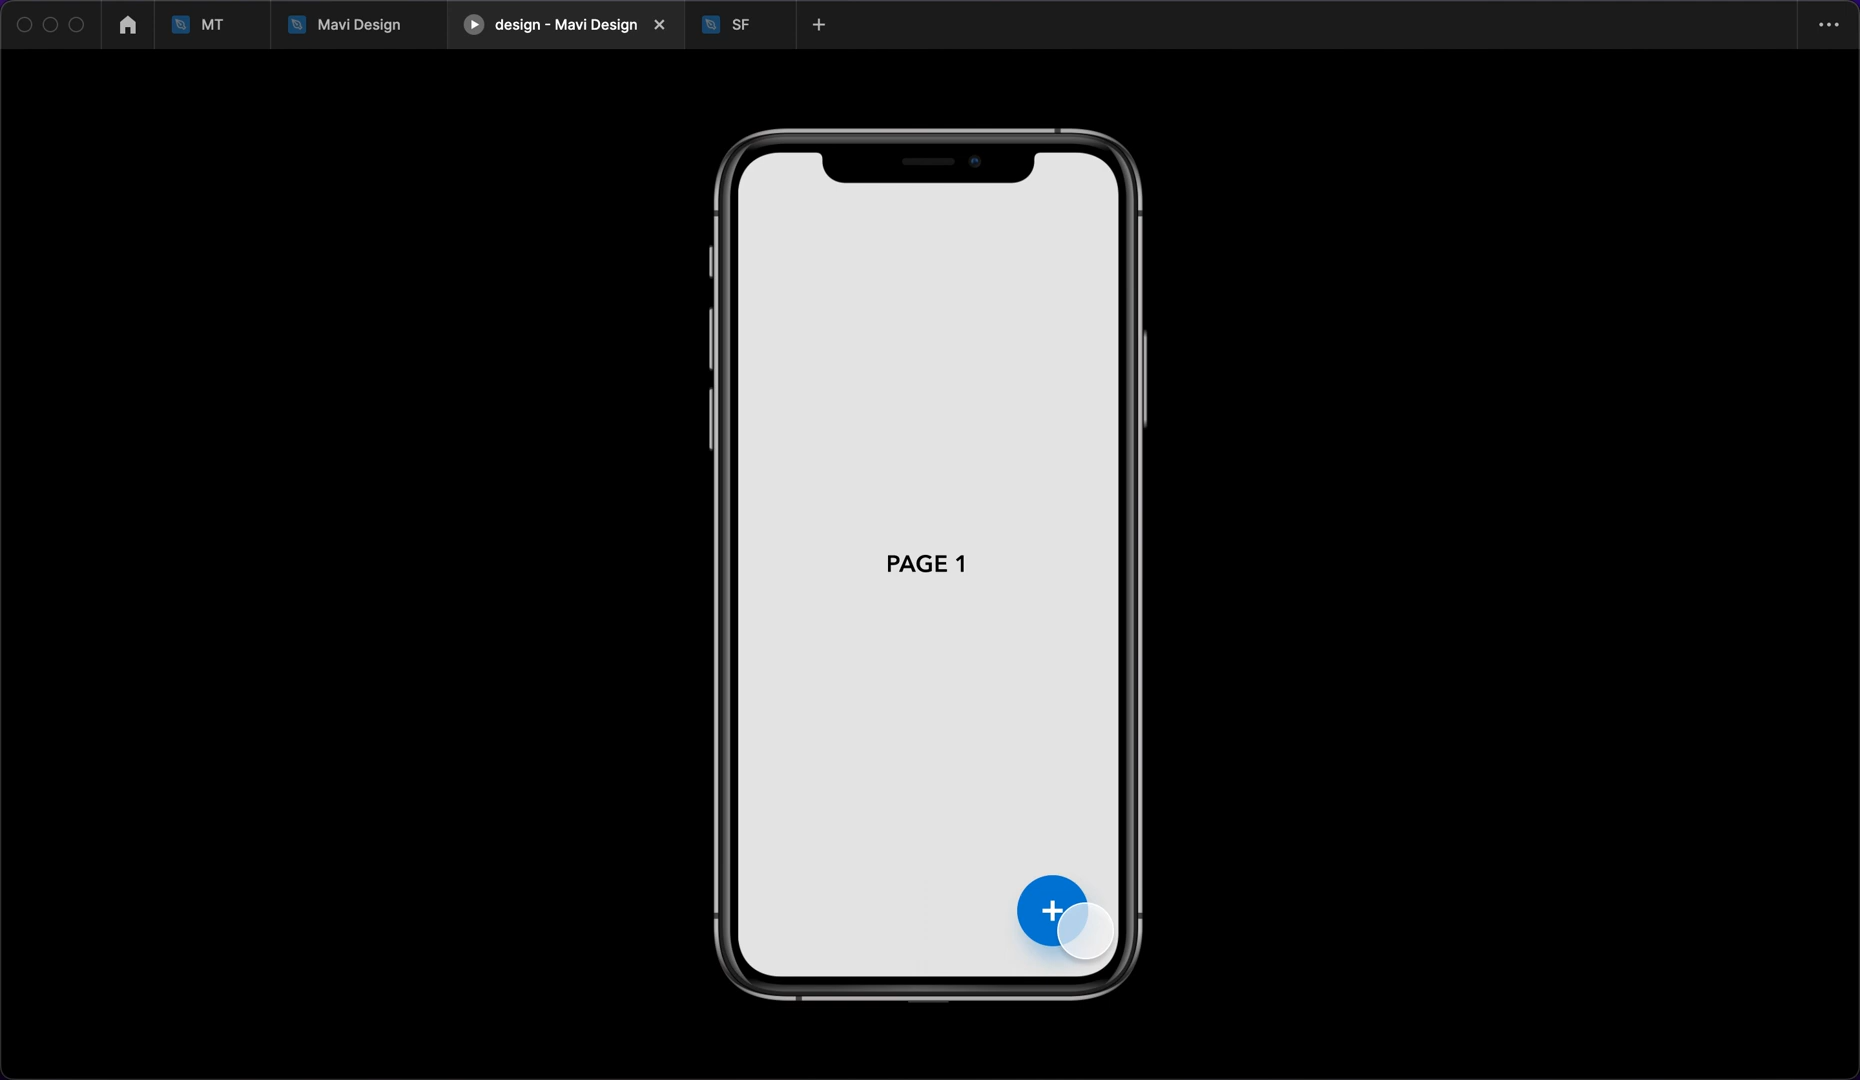 MT
Mavi Design
design - Mavi Design
SF
PAGE 1